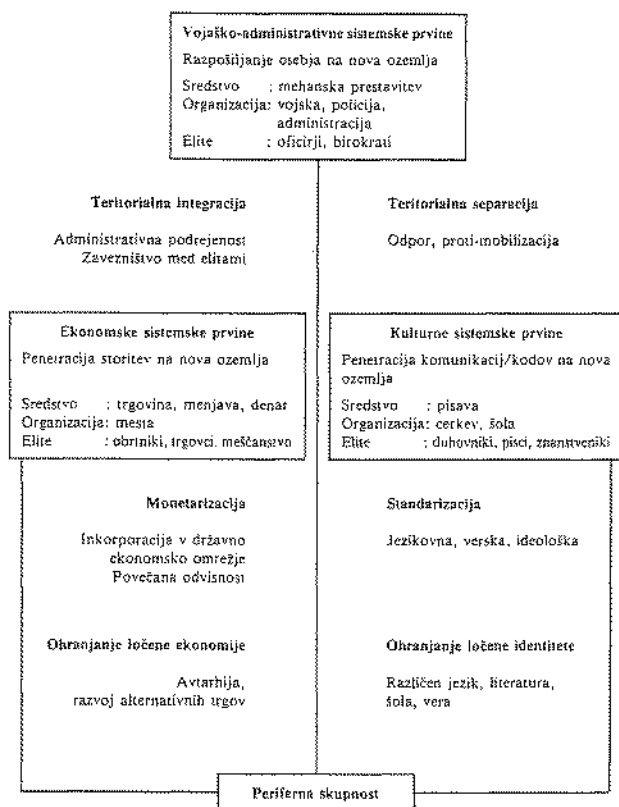 Vojaško-administrativne sistemske prvine
Razpošiljanje osebja na nova ozemlja
Sredstvo : mehanska prestavitev
Organizacija: vojska, policija,
administracija
Elite : oficirji, birokrati
Teritorialna integracija
Administrativna podrejenost
Zavezništvo med elitami
Teritorialna separacija
Odpor, proti-mobilizacija
Ekonomske sistemske prvine
Penetracija storitev na nova ozemlja
Sredstvo : trgovina, menjava, denar
Organizacija: mesta
Elite : obrtniki, trgovci, meščanstvo
Kulturne sistemske prvine
Penetracija komunikacij/kodov na nova
ozemlja
Sredstvo : pisava
Organizacija: cerkev, šola
Elite : duhovniki, pisci, znanstveniki
Monetarizacija
Inkorporacija v državno
ekonomsko omrežje
Povečana odvisnost
Standarizacija
Jezikovna, verska, ideološka
Ohranjanje ločene ekonomije
Avtarhija,
razvoj alternativnih trgov
Ohranjanje ločene identitete
Različen jezik, literatura,
šola, vera
Periferna skupnost